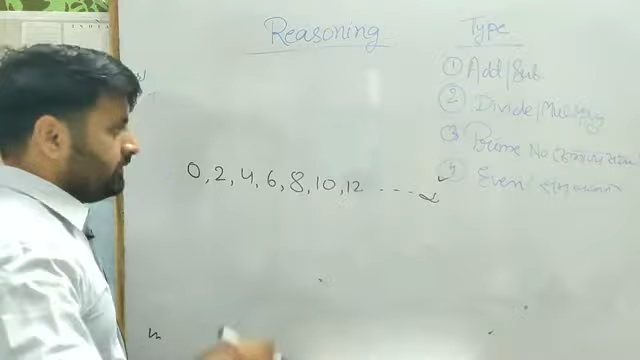 Reasoning
Type
① Add/Sub.
② Divide/Multiply
③ Prime No
④ Even
0, 2, 4, 6, 8, 10, 12 ----